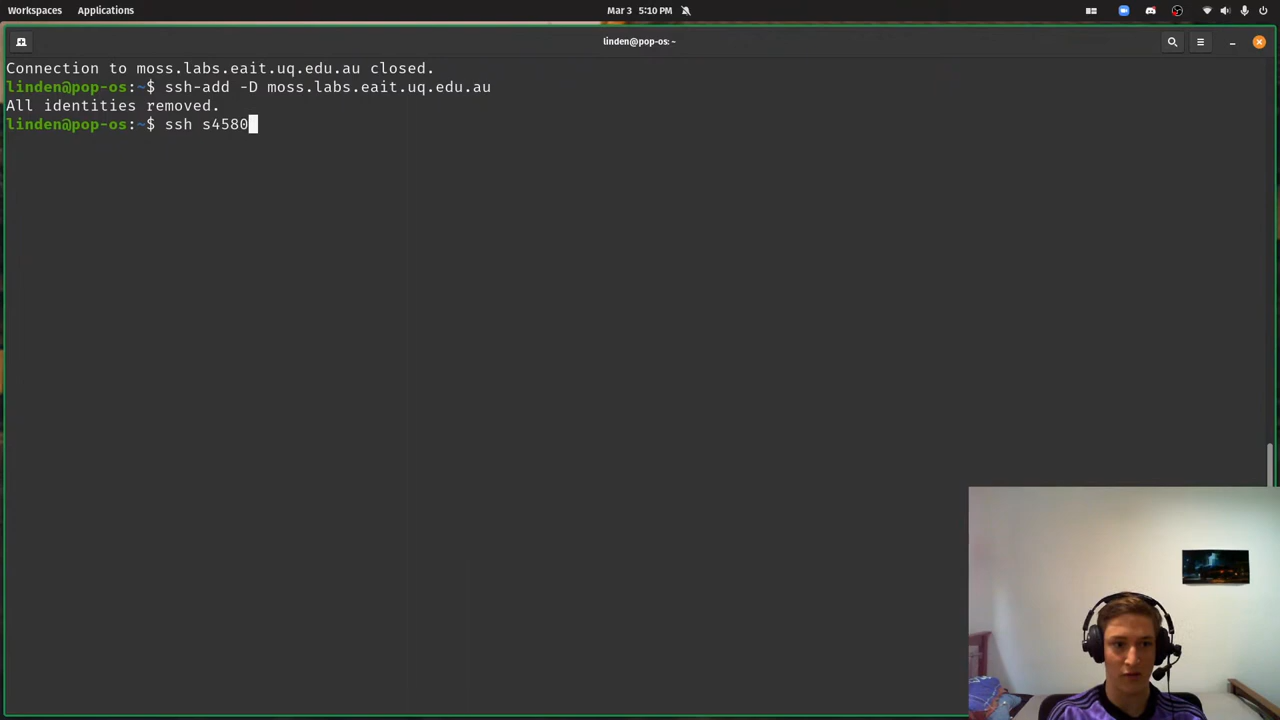 Workspaces Applications Mar 3 5:10 PM
linden@pop-os: ~
Connection to moss.labs.eait.uq.edu.au closed.
linden@pop-os:~$ ssh-add -D moss.labs.eait.uq.edu.au
All identities removed.
linden@pop-os:~$ ssh s4580